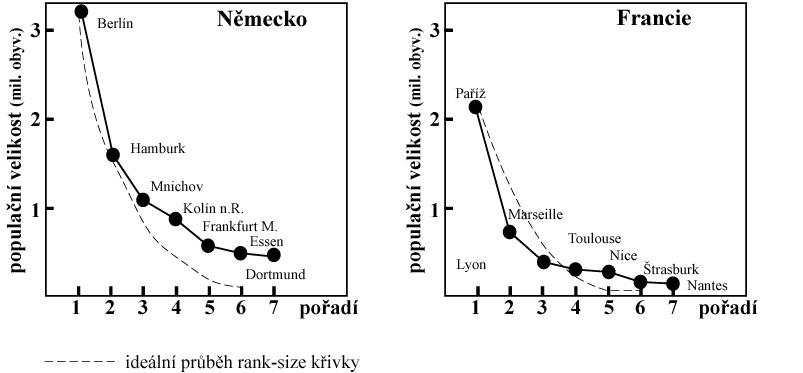 Německo
populační velikost (mil. obyv.)
3
2
1
Berlín
Hamburk
Mnichov
Kolín n.R.
Frankfurt M.
Essen
Dortmund
1 2 3 4 5 6 7 pořadí
Francie
populační velikost (mil. obyv.)
3
2
1
Paříž
Marseille
Lyon
Toulouse
Nice
Štrasburk
Nantes
1 2 3 4 5 6 7 pořadí
ideální průběh rank-size křivky